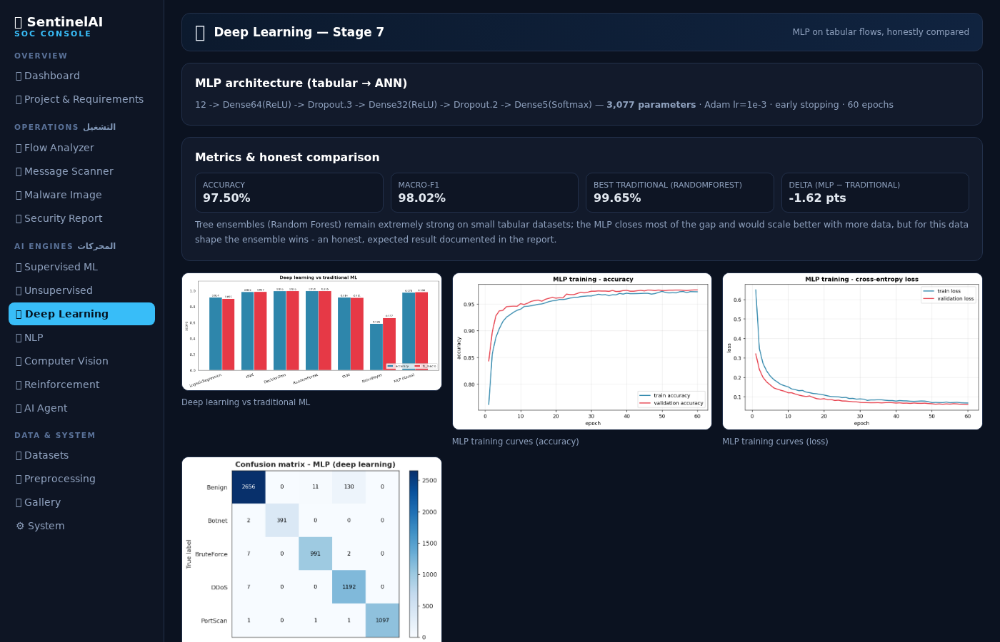 SentinelAI
SOC CONSOLE
OVERVIEW
Dashboard
Project & Requirements
OPERATIONS التشغيل
Flow Analyzer
Message Scanner
Malware Image
Security Report
AI ENGINES المحركات
Supervised ML
Unsupervised
Deep Learning
NLP
Computer Vision
Reinforcement
AI Agent
DATA & SYSTEM
Datasets
Preprocessing
Gallery
⚙ System
Deep Learning — Stage 7
MLP on tabular flows, honestly compared
MLP architecture (tabular → ANN)
12 -> Dense64(ReLU) -> Dropout.3 -> Dense32(ReLU) -> Dropout.2 -> Dense5(Softmax) — 3,077 parameters · Adam lr=1e-3 · early stopping · 60 epochs
Metrics & honest comparison
ACCURACY
97.50%
MACRO-F1
98.02%
BEST TRADITIONAL (RANDOMFOREST)
99.65%
DELTA (MLP − TRADITIONAL)
-1.62 pts
Tree ensembles (Random Forest) remain extremely strong on small tabular datasets; the MLP closes most of the gap and would scale better with more data, but for this data
shape the ensemble wins - an honest, expected result documented in the report.
Deep learning vs traditional ML
score
1.0
0.8
0.6
0.4
0.2
0.0
LogisticRegression
KNN
DecisionTree
RandomForest
SVM
NaiveBayes
MLP (Keras)
accuracy
f1_macro
Deep learning vs traditional ML
MLP training - accuracy
accuracy
0.95
0.90
0.85
0.80
0 10 20 30 40 50 60
epoch
train accuracy
validation accuracy
MLP training curves (accuracy)
MLP training - cross-entropy loss
loss
0.6
0.5
0.4
0.3
0.2
0.1
0 10 20 30 40 50 60
epoch
train loss
validation loss
MLP training curves (loss)
Confusion matrix - MLP (deep learning)
True label
Benign 2656 0 11 130 0
Botnet 2 391 0 0 0
BruteForce 7 0 991 2 0
DDoS 7 0 0 1192 0
PortScan 1 0 1 1 1097
2500
2000
1500
1000
500
0